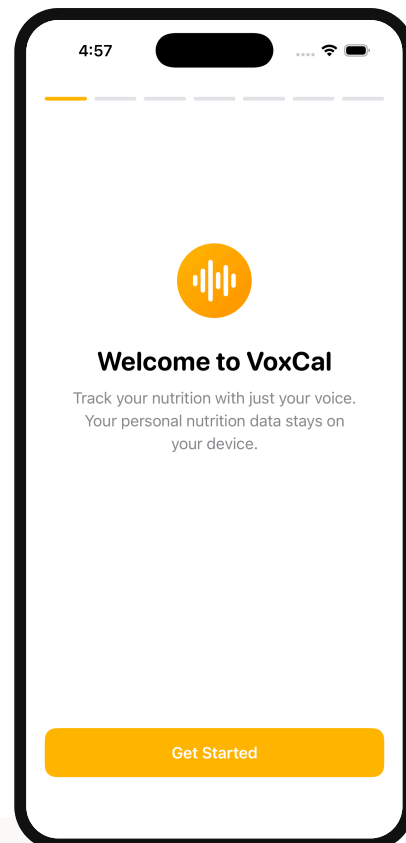 4:57
Welcome to VoxCal
Track your nutrition with just your voice.
Your personal nutrition data stays on
your device.
Get Started